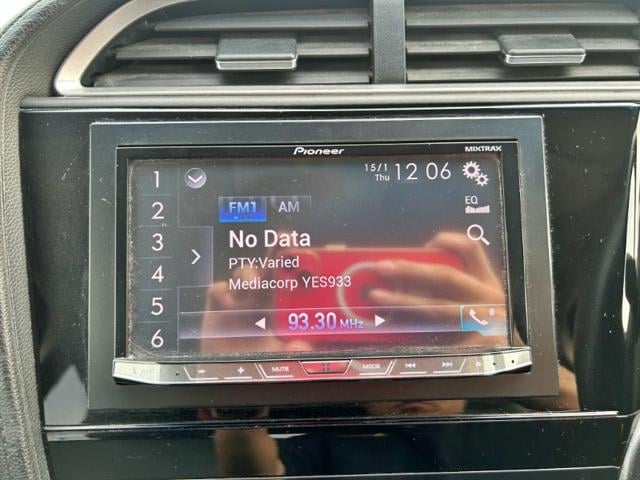 Pioneer
MIXTRAX
15/1
Thu
12 06
1
2
3
4
5
6
FM1
AM
EQ
No Data
PTY:Varied
Mediacorp YES933
93.30 MHz
- + MUTE MODE